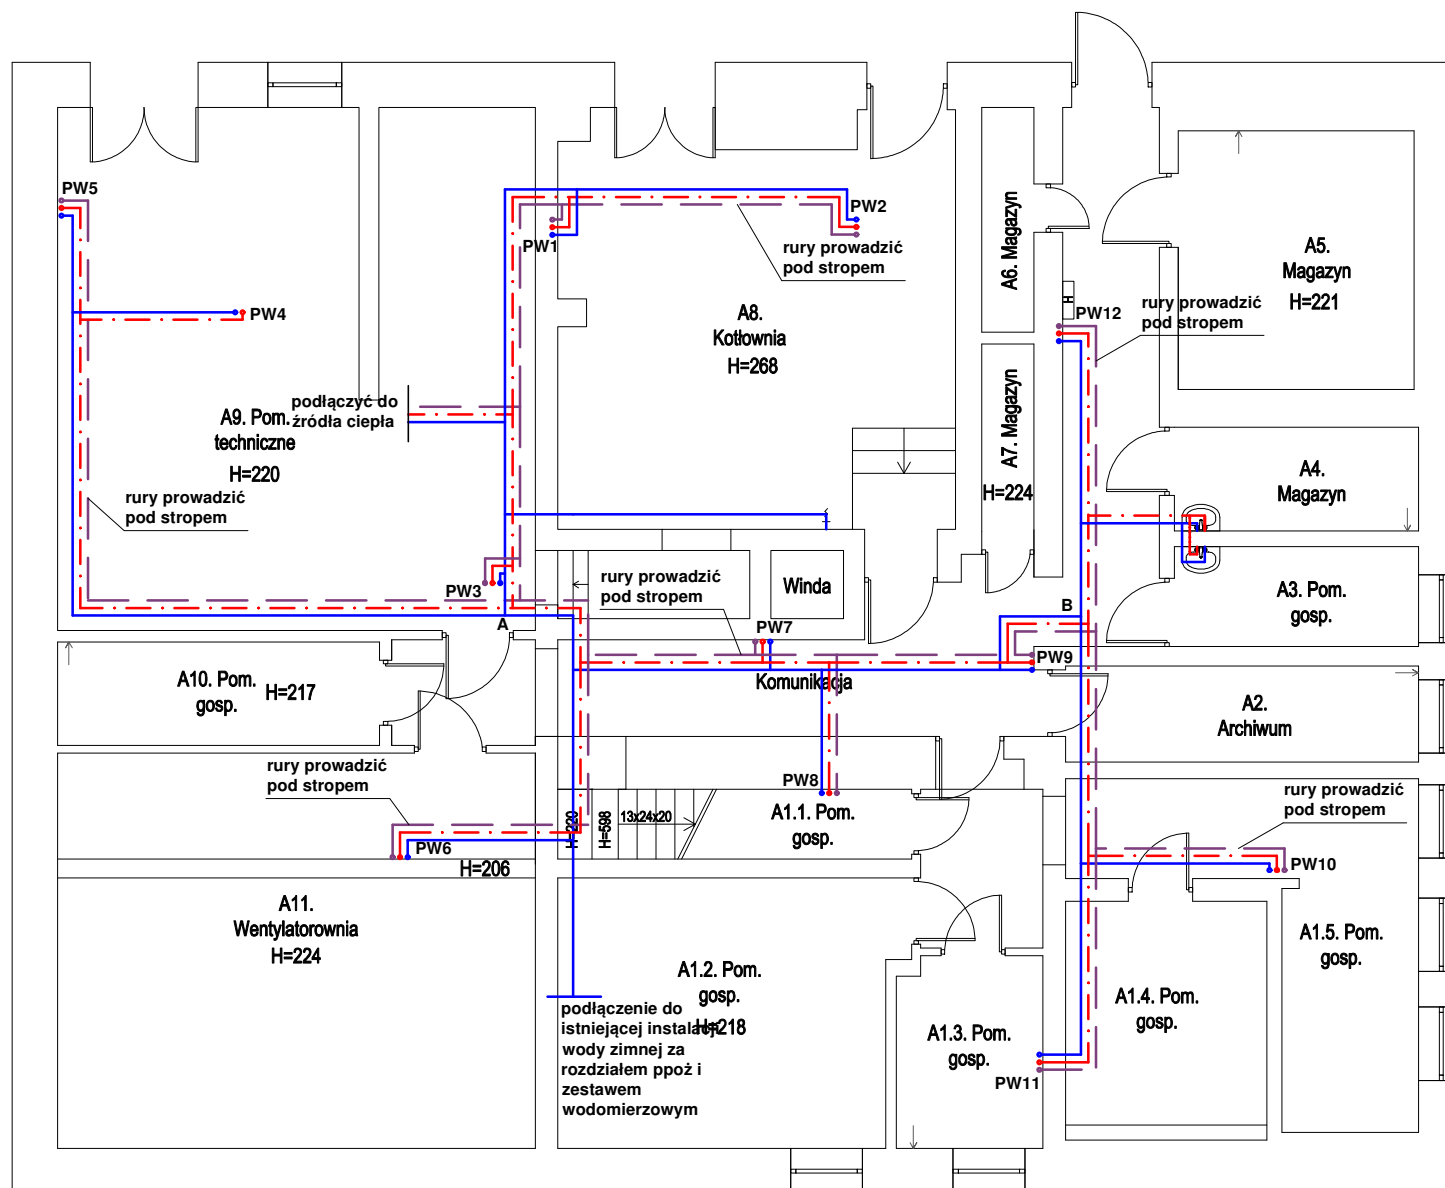 PW5
PW4
PW1
PW2
rury prowadzić
pod stropem
A8.
Kotłownia
H=268
A6. Magazyn
A7. Magazyn
H=224
H
PW12
rury prowadzić
pod stropem
A5.
Magazyn
H=221
A4.
Magazyn
A3. Pom.
gosp.
A2.
Archiwum
podłączyć do
źródła ciepła
A9. Pom.
techniczne
H=220
rury prowadzić
pod stropem
PW3
A
rury prowadzić
pod stropem
Winda
PW7
B
PW9
Komunikacja
A10. Pom.
gosp.
H=217
rury prowadzić
pod stropem
PW6
H=206
PW8
H=220
H=598
13x24x20
A1.1. Pom.
gosp.
rury prowadzić
pod stropem
PW10
A11.
Wentylatorownia
H=224
A1.2. Pom.
gosp.
H=218
podłączenie do
istniejącej instalacji
wody zimnej za
rozdziałem ppoż i
zestawem
wodomierzowym
A1.3. Pom.
gosp.
PW11
A1.4. Pom.
gosp.
A1.5. Pom.
gosp.